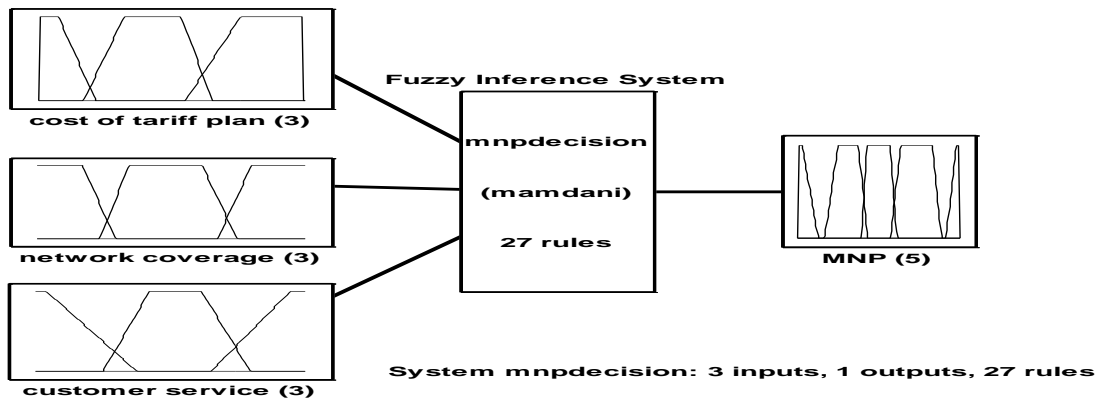 Fuzzy Inference System
cost of tariff plan (3)
mnpdecision
(mamdani)
27 rules
network coverage (3)
MNP (5)
customer service (3)
System mnpdecision: 3 inputs, 1 outputs, 27 rules